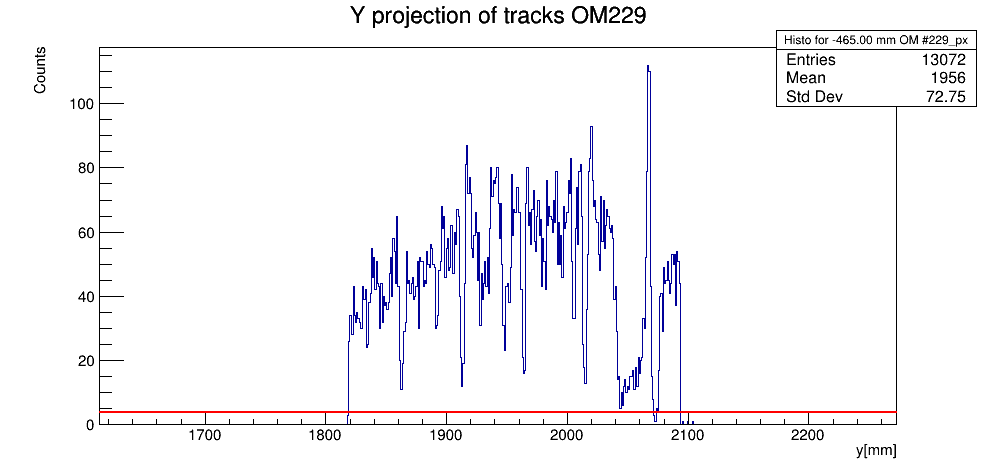 Y projection of tracks OM229
Histo for -465.00 mm OM #229_px
Entries 13072
Mean 1956
Std Dev 72.75
Counts
100
80
60
40
20
0
1700 1800 1900 2000 2100 2200
y[mm]